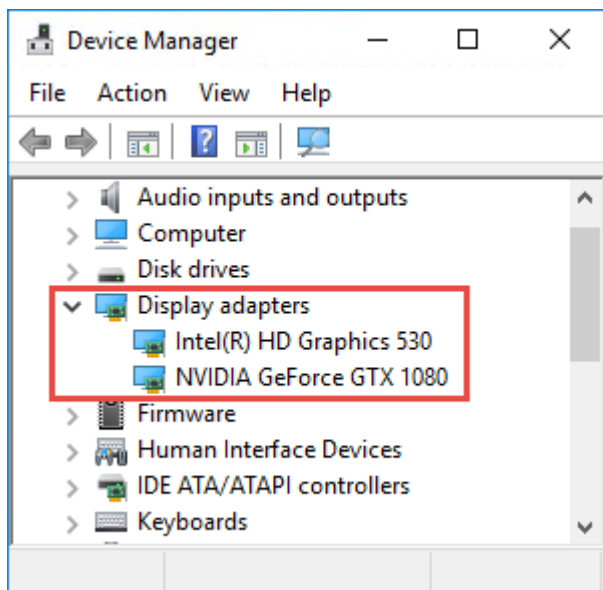 Device Manager
File Action View Help
Audio inputs and outputs
Computer
Disk drives
Display adapters
Intel(R) HD Graphics 530
NVIDIA GeForce GTX 1080
Firmware
Human Interface Devices
IDE ATA/ATAPI controllers
Keyboards